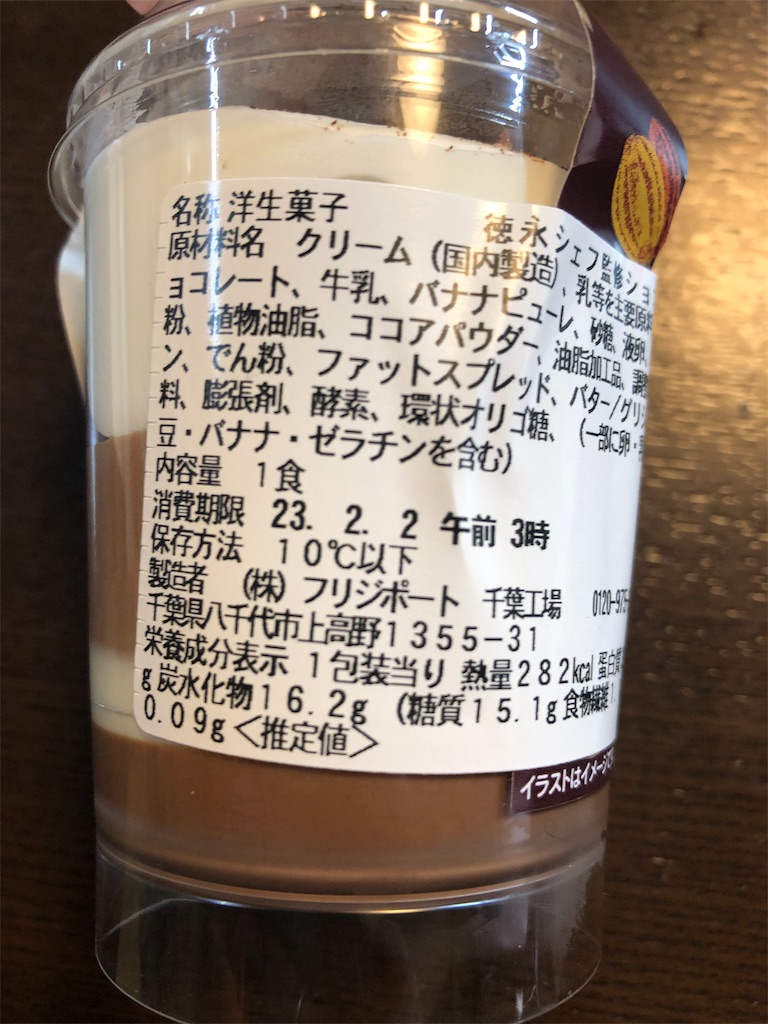 名称 洋生菓子
徳永シェフ監修ショ
原材料名 クリーム(国内製造)、乳等を主要原料
ョコレート、牛乳、バナナピューレ、砂糖、液卵、
粉、植物油脂、ココアパウダー、油脂加工品、調整
ン、でん粉、ファットスプレッド、バター/グリシ
料、膨張剤、酵素、環状オリゴ糖、(一部に卵・乳
豆・バナナ・ゼラチンを含む)
内容量 1食
消費期限 23. 2. 2 午前 3時
保存方法 10℃以下
製造者 (株)フリジポート 千葉工場 0120-975
千葉県八千代市上高野1355-31
栄養成分表示 1包装当り 熱量282kcal 蛋白質
g 炭水化物16.2g (糖質15.1g 食物繊維1.
0.09g<推定値>
イラストはイメージで